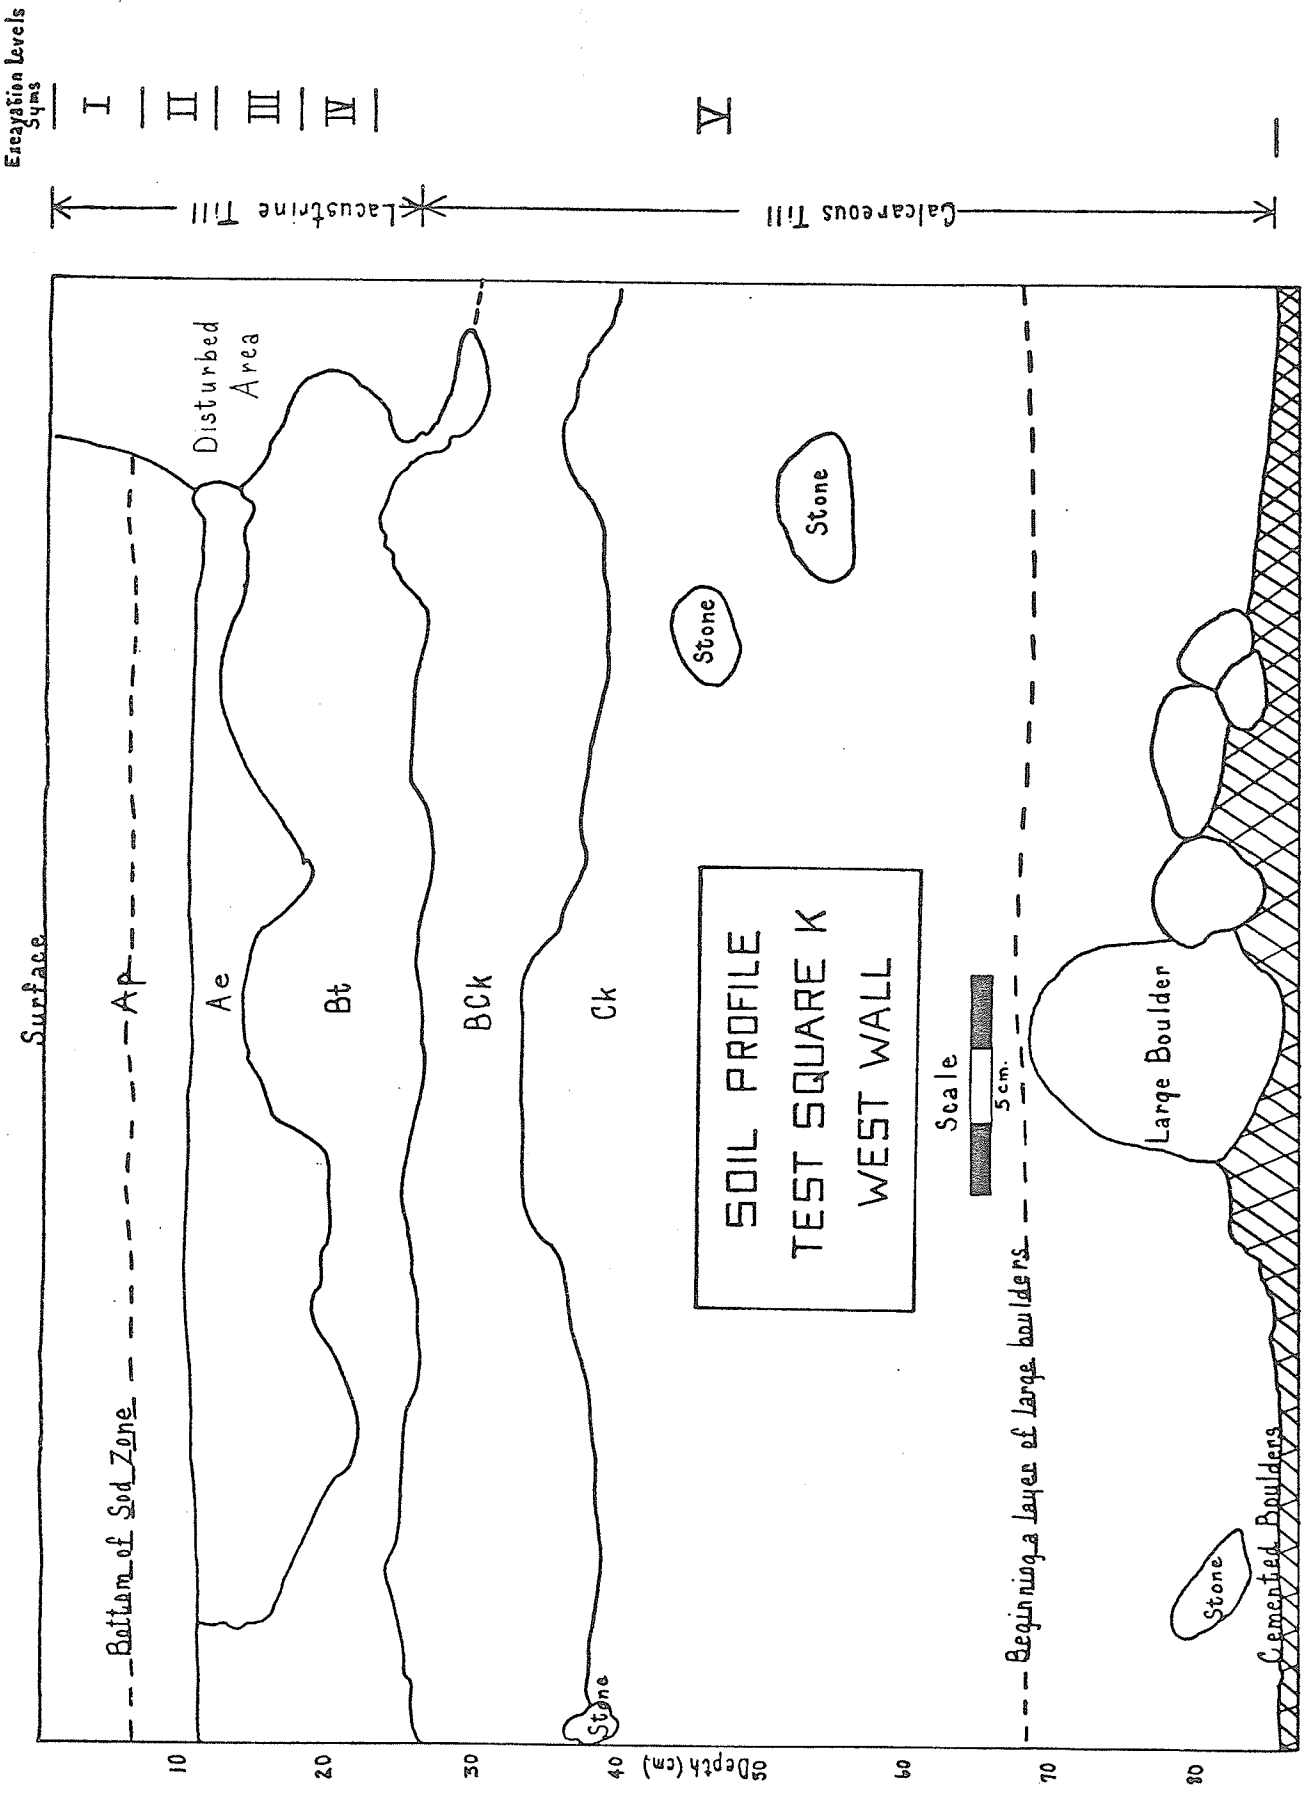 Surface
Bottom of Sod Zone
Ap
Ae
Bt
BCk
Ck
Disturbed
Area
Stone
Stone
Stone
Stone
SOIL PROFILE
TEST SQUARE K
WEST WALL
Scale
5 cm.
Beginning a layer of large boulders
Large Boulder
Cemented Boulders
Depth (cm)
10
20
30
40
50
60
70
80
Lacustrine Till
Calcareous Till
Excavation Levels
5yms
I
II
III
IV
V